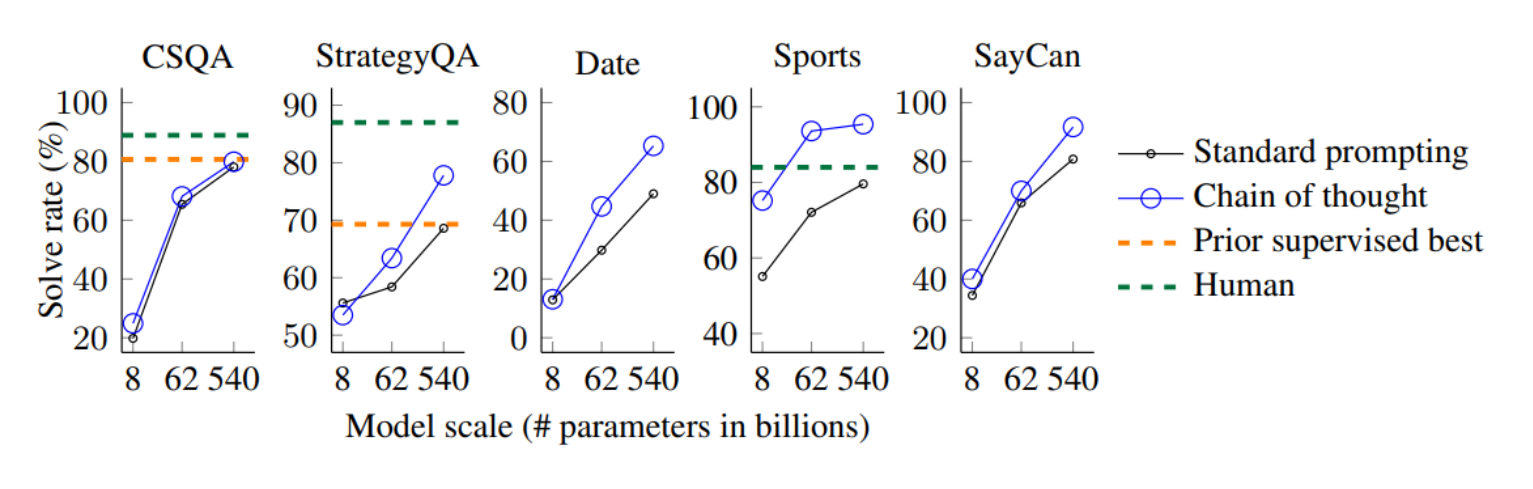 CSQA
StrategyQA
Date
Sports
SayCan
Solve rate (%)
100
80
60
40
20
8 62 540
90
80
70
60
50
8 62 540
80
60
40
20
0
8 62 540
100
80
60
40
8 62 540
100
80
60
40
20
8 62 540
Model scale (# parameters in billions)
Standard prompting
Chain of thought
Prior supervised best
Human